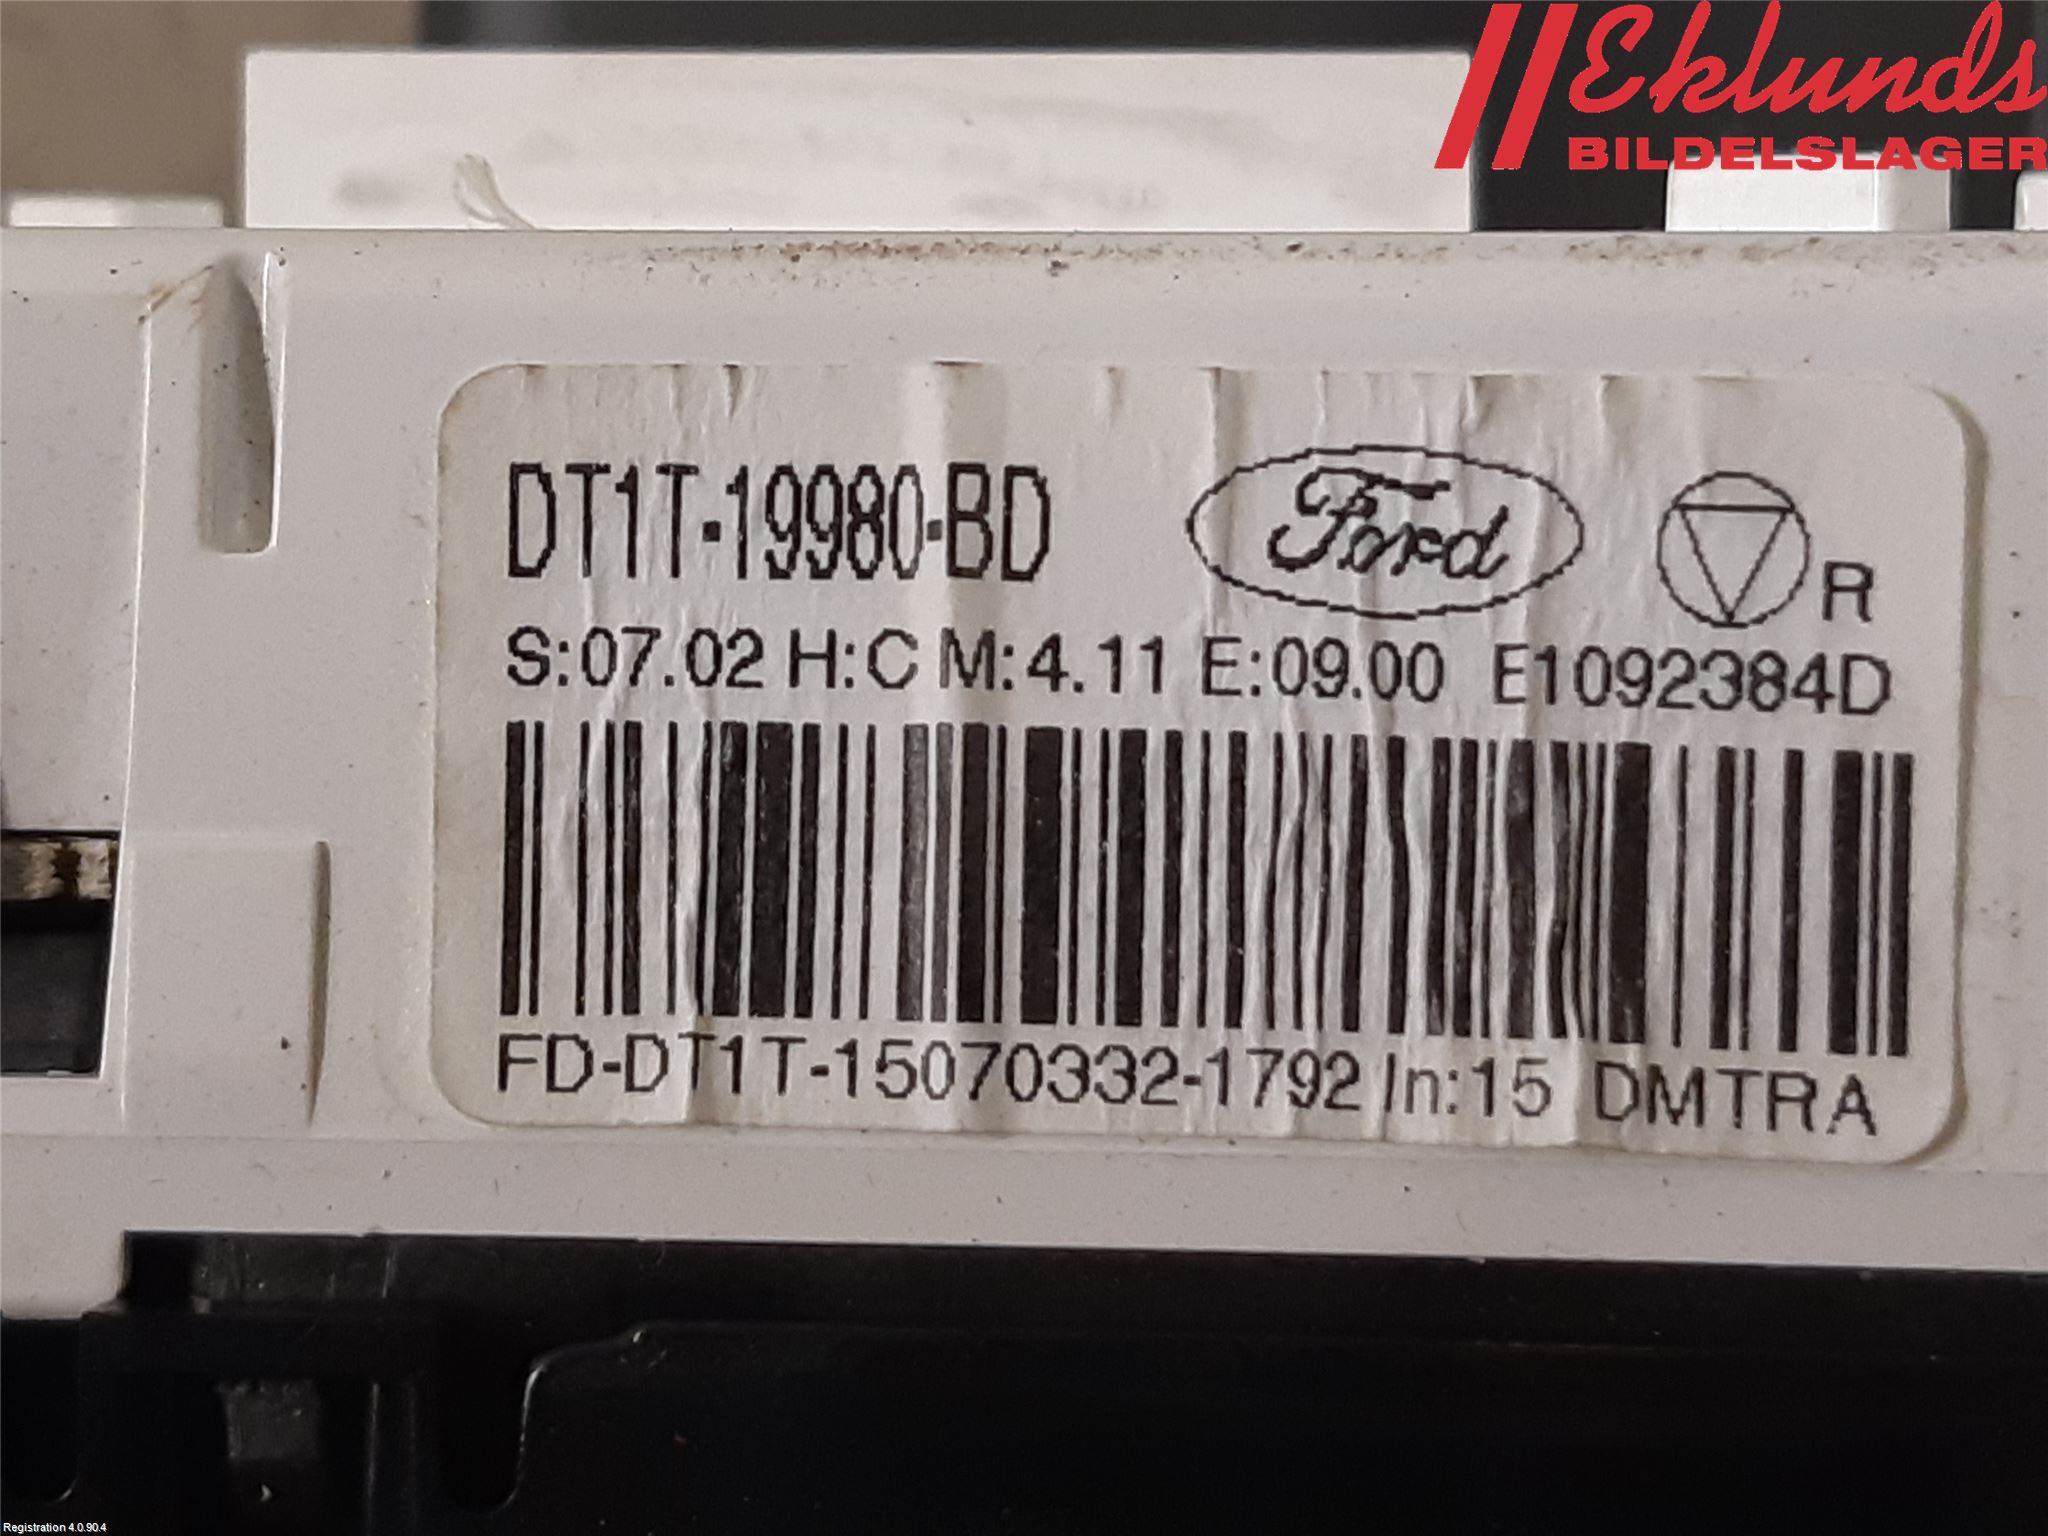 Eklunds
BILDELSLAGER
DT1T-19980-BD Ford R
S:07.02 H:C M:4.11 E:09.00 E1092384D
FD-DT1T-15070332-1792 In:15 DMTRA
Registration 4.0.90.4